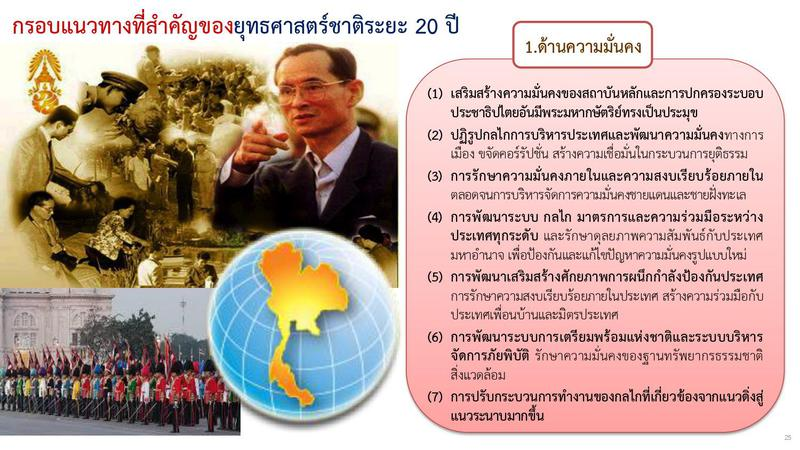 กรอบแนวทางที่สำคัญของยุทธศาสตร์ชาติระยะ 20 ปี
1.ด้านความมั่นคง
(1) เสริมสร้างความมั่นคงของสถาบันหลักและการปกครองระบอบ
ประชาธิปไตยอันมีพระมหากษัตริย์ทรงเป็นประมุข
(2) ปฏิรูปกลไกการบริหารประเทศและพัฒนาความมั่นคงทางการ
เมือง ขจัดคอร์รัปชั่น สร้างความเชื่อมั่นในกระบวนการยุติธรรม
(3) การรักษาความมั่นคงภายในและความสงบเรียบร้อยภายใน
ตลอดจนการบริหารจัดการความมั่นคงชายแดนและชายฝั่งทะเล
(4) การพัฒนาระบบ กลไก มาตรการและความร่วมมือระหว่าง
ประเทศทุกระดับ และรักษาดุลยภาพความสัมพันธ์กับประเทศ
มหาอำนาจ เพื่อป้องกันและแก้ไขปัญหาความมั่นคงรูปแบบใหม่
(5) การพัฒนาเสริมสร้างศักยภาพการผนึกกำลังป้องกันประเทศ
การรักษาความสงบเรียบร้อยภายในประเทศ สร้างความร่วมมือกับ
ประเทศเพื่อนบ้านและมิตรประเทศ
(6) การพัฒนาระบบการเตรียมพร้อมแห่งชาติและระบบบริหาร
จัดการภัยพิบัติ รักษาความมั่นคงของฐานทรัพยากรธรรมชาติ
สิ่งแวดล้อม
(7) การปรับกระบวนการทำงานของกลไกที่เกี่ยวข้องจากแนวดิ่งสู่
แนวระนาบมากขึ้น
25